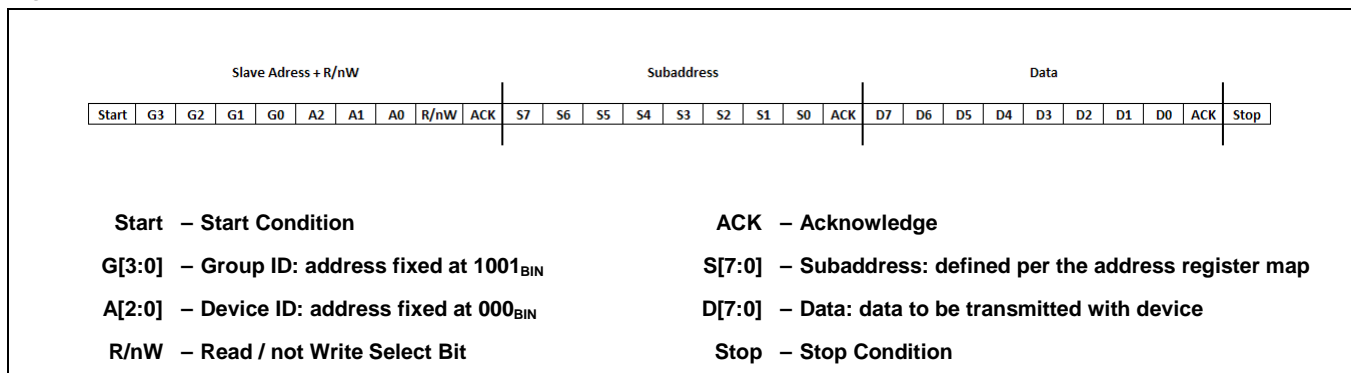 Slave Adress + R/nW Subaddress Data
Start G3 G2 G1 G0 A2 A1 A0 R/nW ACK S7 S6 S5 S4 S3 S2 S1 S0 ACK D7 D6 D5 D4 D3 D2 D1 D0 ACK Stop
Start – Start Condition ACK – Acknowledge
G[3:0] – Group ID: address fixed at 1001BIN S[7:0] – Subaddress: defined per the address register map
A[2:0] – Device ID: address fixed at 000BIN D[7:0] – Data: data to be transmitted with device
R/nW – Read / not Write Select Bit Stop – Stop Condition